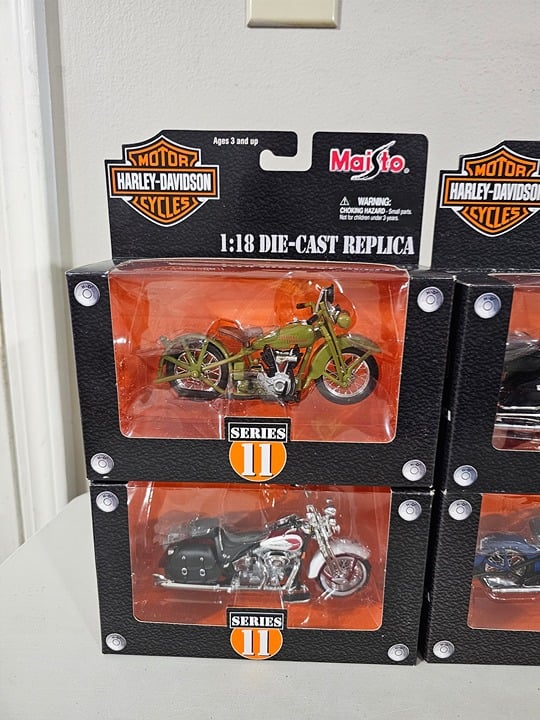 Ages 3 and up
MOTOR
HARLEY-DAVIDSON
CYCLES
Maisto
WARNING:
CHOKING HAZARD - Small parts.
Not for children under 3 years.
1:18 DIE-CAST REPLICA
SERIES
11
SERIES
11
MOTOR
HARLEY-DAVIDSON
CYCLES